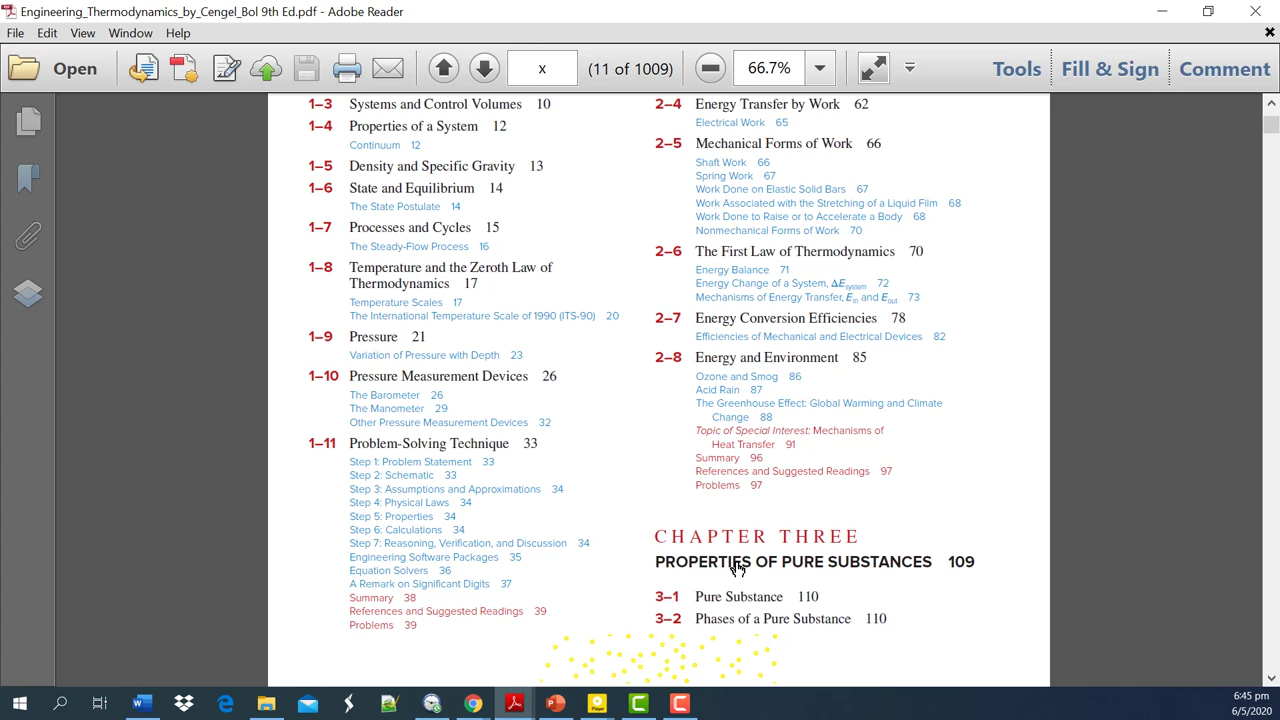 Engineering_Thermodynamics_by_Cengel_Bol 9th Ed.pdf - Adobe Reader
File Edit View Window Help
Open
x
(11 of 1009)
66.7%
Tools
Fill & Sign
Comment
1–3 Systems and Control Volumes 10
1–4 Properties of a System 12
Continuum 12
1–5 Density and Specific Gravity 13
1–6 State and Equilibrium 14
The State Postulate 14
1–7 Processes and Cycles 15
The Steady-Flow Process 16
1–8 Temperature and the Zeroth Law of
Thermodynamics 17
Temperature Scales 17
The International Temperature Scale of 1990 (ITS-90) 20
1–9 Pressure 21
Variation of Pressure with Depth 23
1–10 Pressure Measurement Devices 26
The Barometer 26
The Manometer 29
Other Pressure Measurement Devices 32
1–11 Problem-Solving Technique 33
Step 1: Problem Statement 33
Step 2: Schematic 33
Step 3: Assumptions and Approximations 34
Step 4: Physical Laws 34
Step 5: Properties 34
Step 6: Calculations 34
Step 7: Reasoning, Verification, and Discussion 34
Engineering Software Packages 35
Equation Solvers 36
A Remark on Significant Digits 37
Summary 38
References and Suggested Readings 39
Problems 39
2–4 Energy Transfer by Work 62
Electrical Work 65
2–5 Mechanical Forms of Work 66
Shaft Work 66
Spring Work 67
Work Done on Elastic Solid Bars 67
Work Associated with the Stretching of a Liquid Film 68
Work Done to Raise or to Accelerate a Body 68
Nonmechanical Forms of Work 70
2–6 The First Law of Thermodynamics 70
Energy Balance 71
Energy Change of a System, ΔEsystem 72
Mechanisms of Energy Transfer, Ein and Eout 73
2–7 Energy Conversion Efficiencies 78
Efficiencies of Mechanical and Electrical Devices 82
2–8 Energy and Environment 85
Ozone and Smog 86
Acid Rain 87
The Greenhouse Effect: Global Warming and Climate
Change 88
Topic of Special Interest: Mechanisms of
Heat Transfer 91
Summary 96
References and Suggested Readings 97
Problems 97
CHAPTER THREE
PROPERTIES OF PURE SUBSTANCES 109
3–1 Pure Substance 110
3–2 Phases of a Pure Substance 110
6:45 pm
6/5/2020